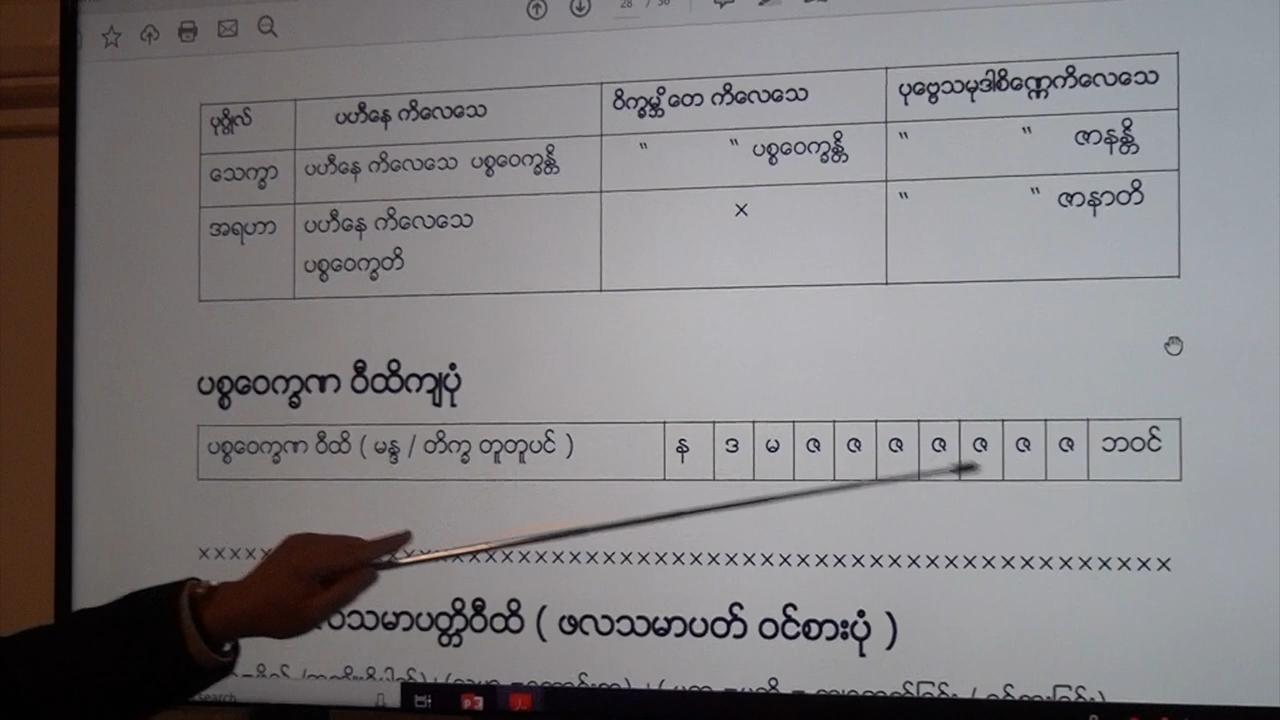 28 / 36
ပုဂ္ဂိုလ် ပဟီနေ ကိလေသေ ဝိက္ခမ္ဘိတေ ကိလေသေ ပုဗ္ဗေသမုဒါစိဏ္ဏေကိလေသေ
သေက္ခာ ပဟီနေ ကိလေသေ ပစ္စဝေက္ခန္တိ " " ပစ္စဝေက္ခန္တိ " " ဇာနန္တိ
အရဟာ ပဟီနေ ကိလေသေ × " " ဇာနာတိ
ပစ္စဝေက္ခတိ
ပစ္စဝေက္ခဏ ဝီထိကျပုံ
ပစ္စဝေက္ခဏ ဝီထိ ( မန္ဒ / တိက္ခ တူတူပင် ) န ဒ မ ဇ ဇ ဇ ဇ ဇ ဇ ဇ ဘဝင်
သမာပတ္တိဝီထိ ( ဖလသမာပတ် ဝင်စားပုံ )
search